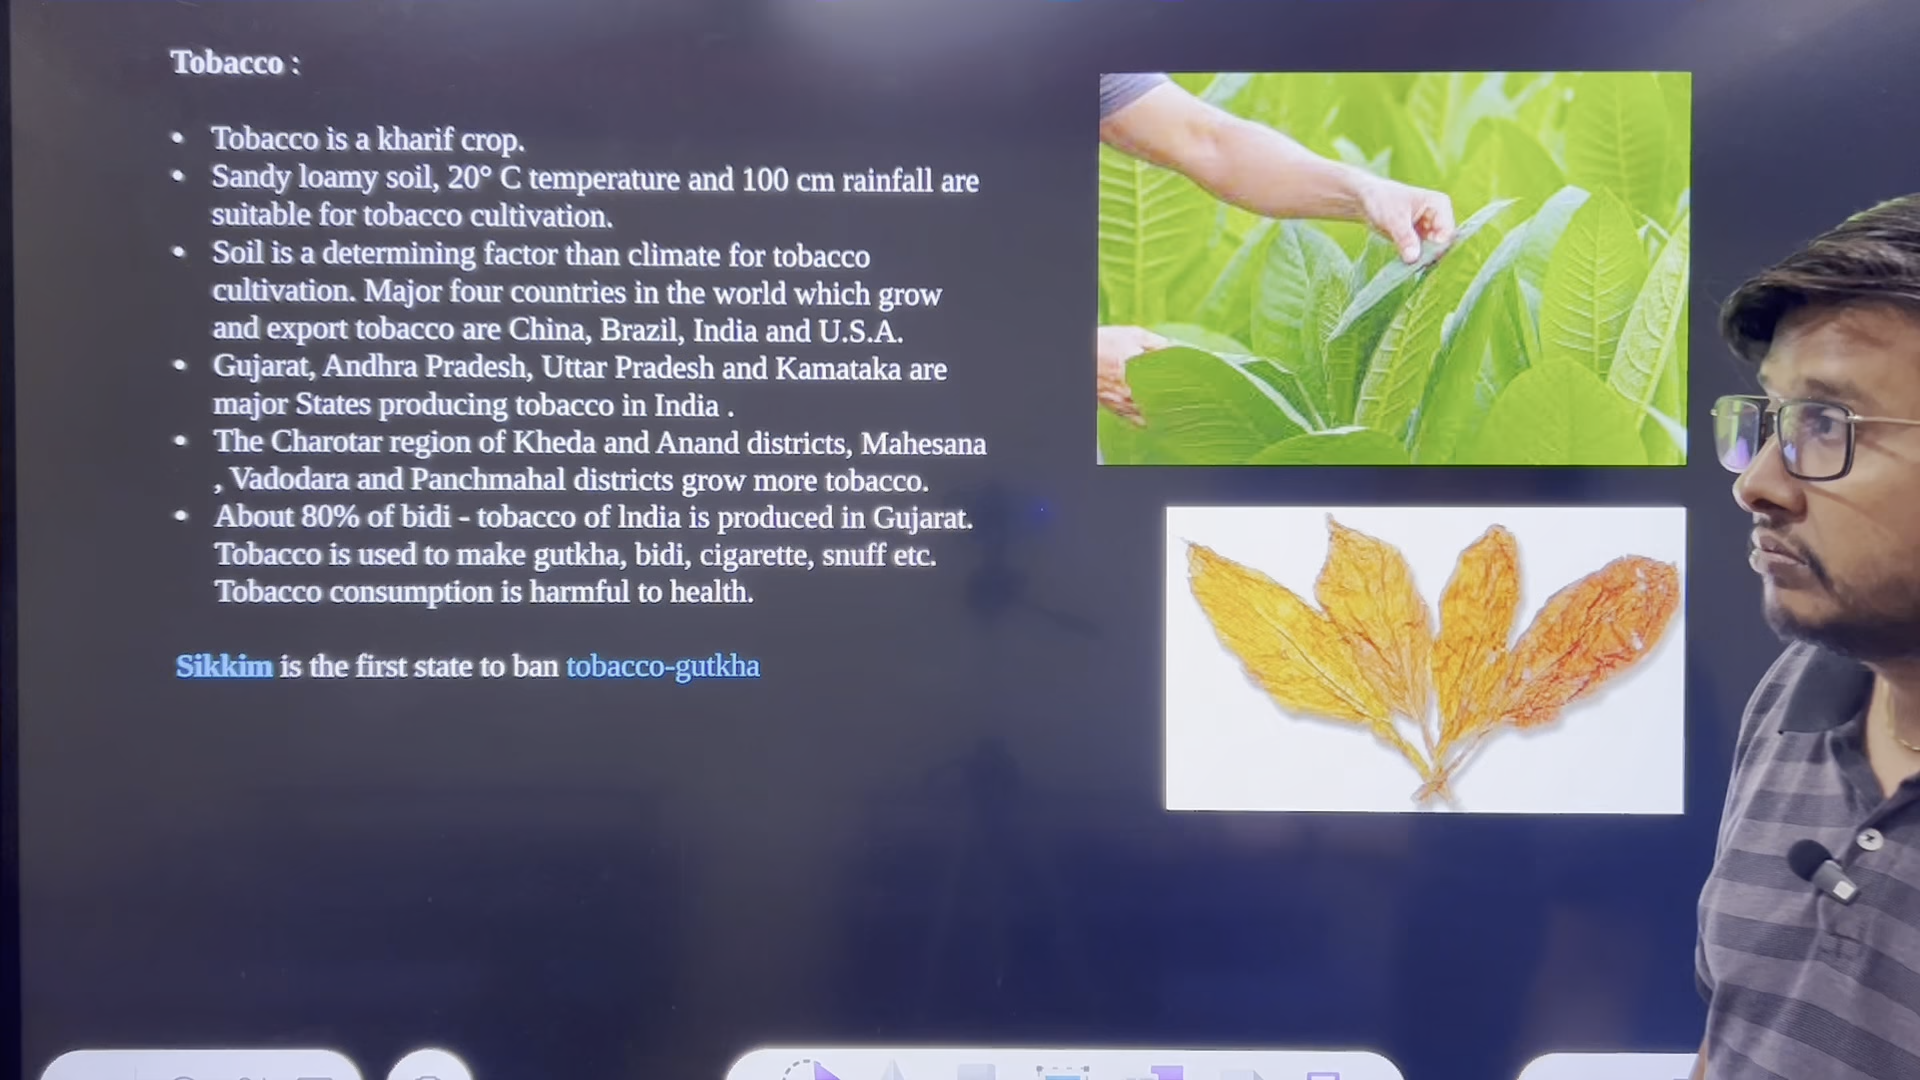 Tobacco :
• Tobacco is a kharif crop.
• Sandy loamy soil, 20° C temperature and 100 cm rainfall are
suitable for tobacco cultivation.
• Soil is a determining factor than climate for tobacco
cultivation. Major four countries in the world which grow
and export tobacco are China, Brazil, India and U.S.A.
• Gujarat, Andhra Pradesh, Uttar Pradesh and Kamataka are
major States producing tobacco in India .
• The Charotar region of Kheda and Anand districts, Mahesana
, Vadodara and Panchmahal districts grow more tobacco.
• About 80% of bidi - tobacco of lndia is produced in Gujarat.
Tobacco is used to make gutkha, bidi, cigarette, snuff etc.
Tobacco consumption is harmful to health.
Sikkim is the first state to ban tobacco-gutkha